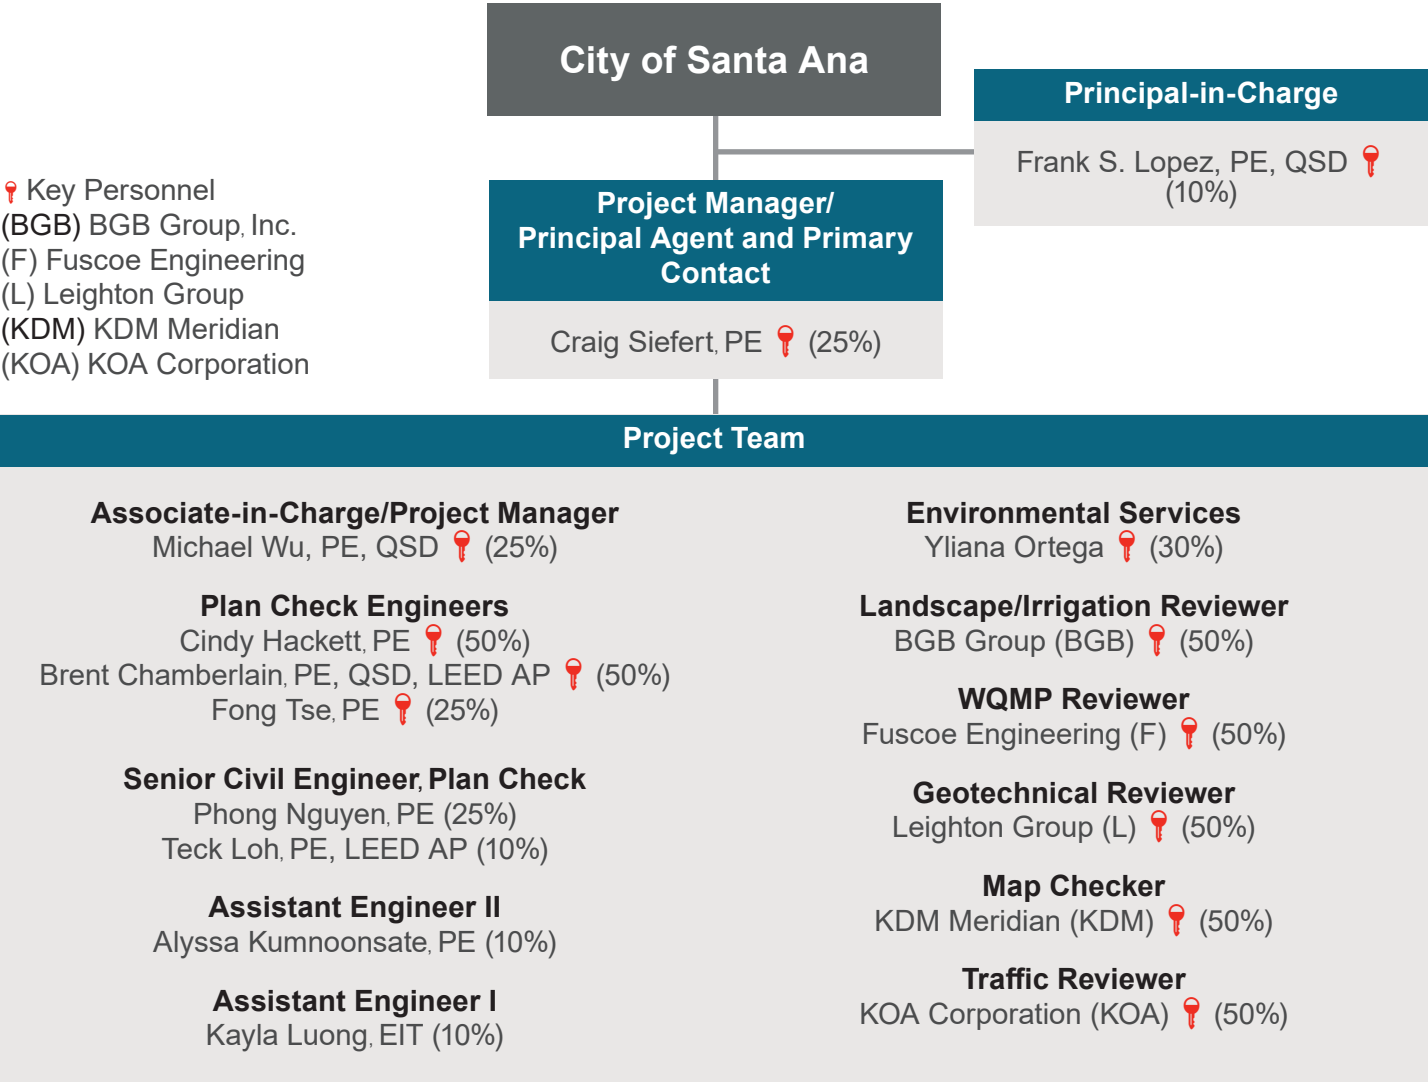 City of Santa Ana
Principal-in-Charge
Frank S. Lopez, PE, QSD
(10%)
Key Personnel
(BGB) BGB Group, Inc.
(F) Fuscoe Engineering
(L) Leighton Group
(KDM) KDM Meridian
(KOA) KOA Corporation
Project Manager/
Principal Agent and Primary
Contact
Craig Siefert, PE (25%)
Project Team
Associate-in-Charge/Project Manager
Michael Wu, PE, QSD (25%)
Plan Check Engineers
Cindy Hackett, PE (50%)
Brent Chamberlain, PE, QSD, LEED AP (50%)
Fong Tse, PE (25%)
Senior Civil Engineer, Plan Check
Phong Nguyen, PE (25%)
Teck Loh, PE, LEED AP (10%)
Assistant Engineer II
Alyssa Kumnoonsate, PE (10%)
Assistant Engineer I
Kayla Luong, EIT (10%)
Environmental Services
Yliana Ortega (30%)
Landscape/Irrigation Reviewer
BGB Group (BGB) (50%)
WQMP Reviewer
Fuscoe Engineering (F) (50%)
Geotechnical Reviewer
Leighton Group (L) (50%)
Map Checker
KDM Meridian (KDM) (50%)
Traffic Reviewer
KOA Corporation (KOA) (50%)